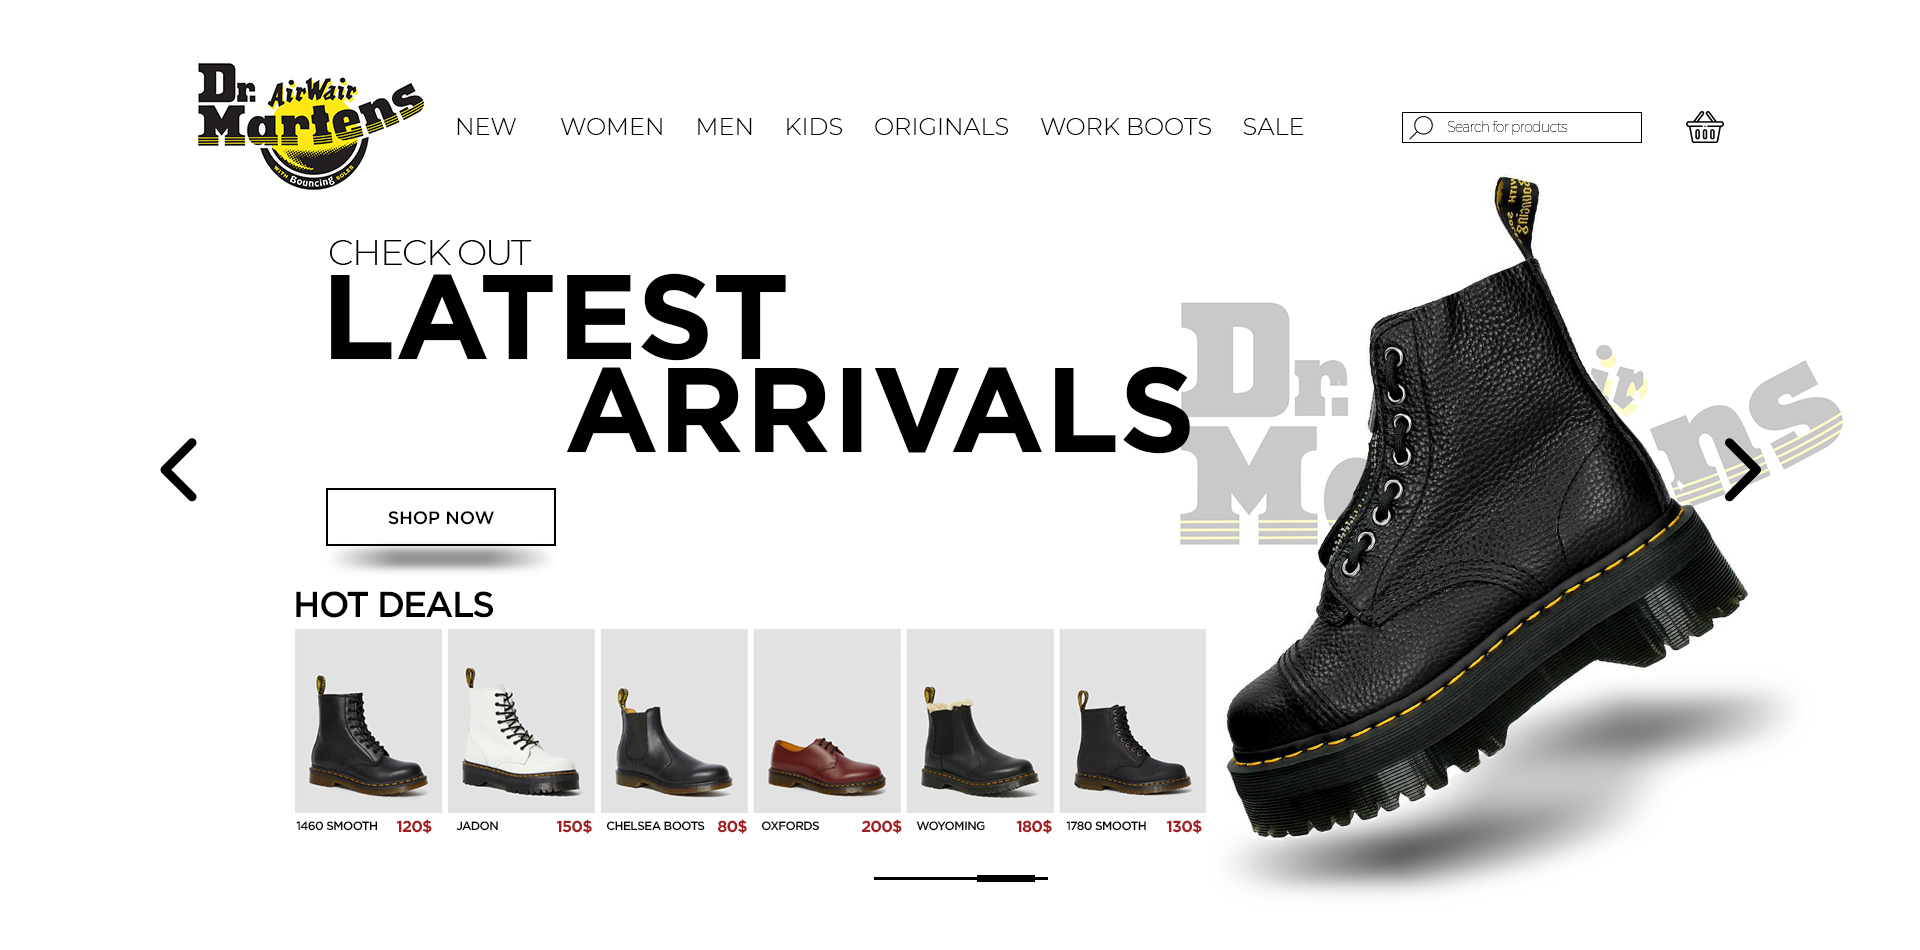 Dr.
AirWair
Martens
WITH Bouncing SOLES
NEW WOMEN MEN KIDS ORIGINALS WORK BOOTS SALE
Search for products
CHECK OUT
LATEST
ARRIVALS
Dr.
SHOP NOW
HOT DEALS
1460 SMOOTH 120$
JADON 150$
CHELSEA BOOTS 80$
OXFORDS 200$
WOYOMING 180$
1780 SMOOTH 130$